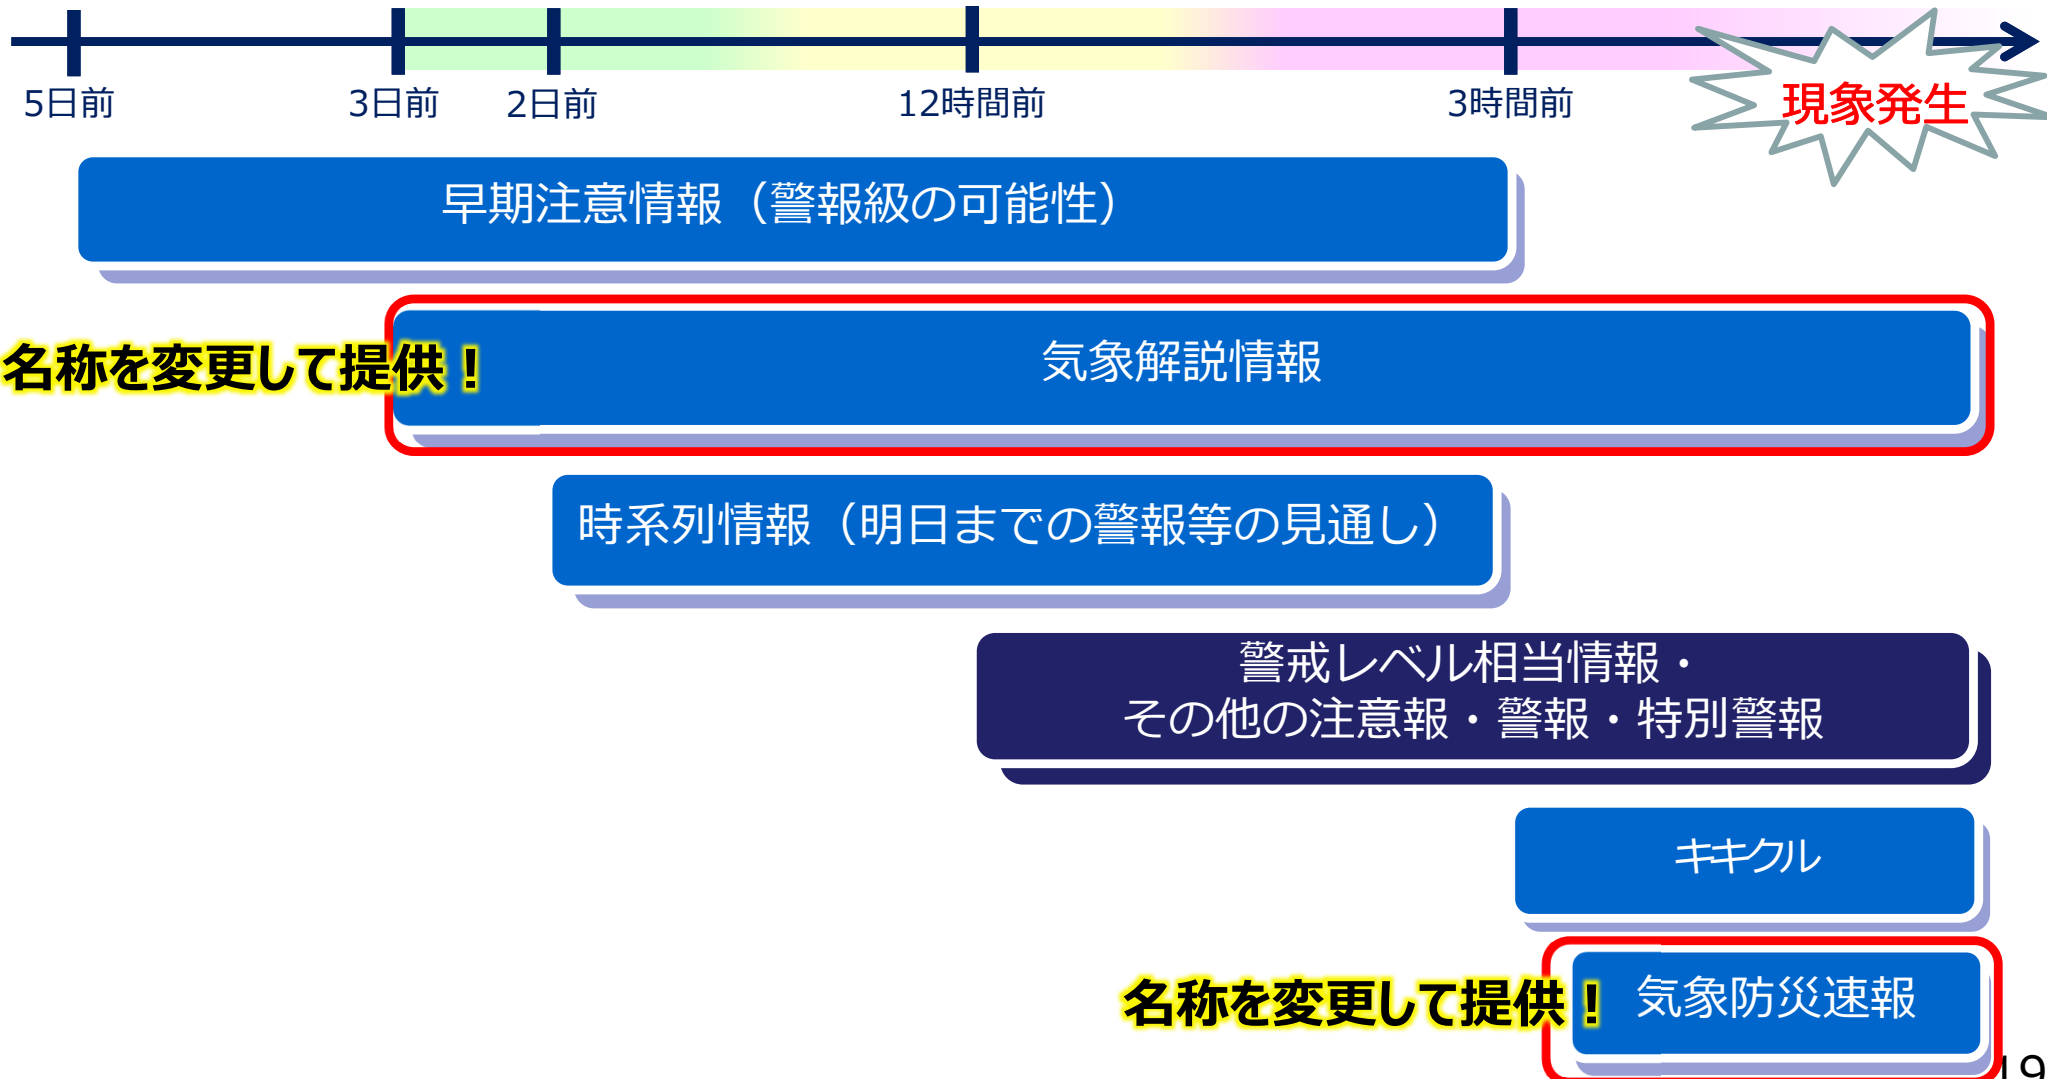 5日前
3日前
2日前
12時間前
3時間前
現象発生
早期注意情報（警報級の可能性）
名称を変更して提供！
気象解説情報
時系列情報（明日までの警報等の見通し）
警戒レベル相当情報・
その他の注意報・警報・特別警報
キキクル
名称を変更して提供！
気象防災速報
19